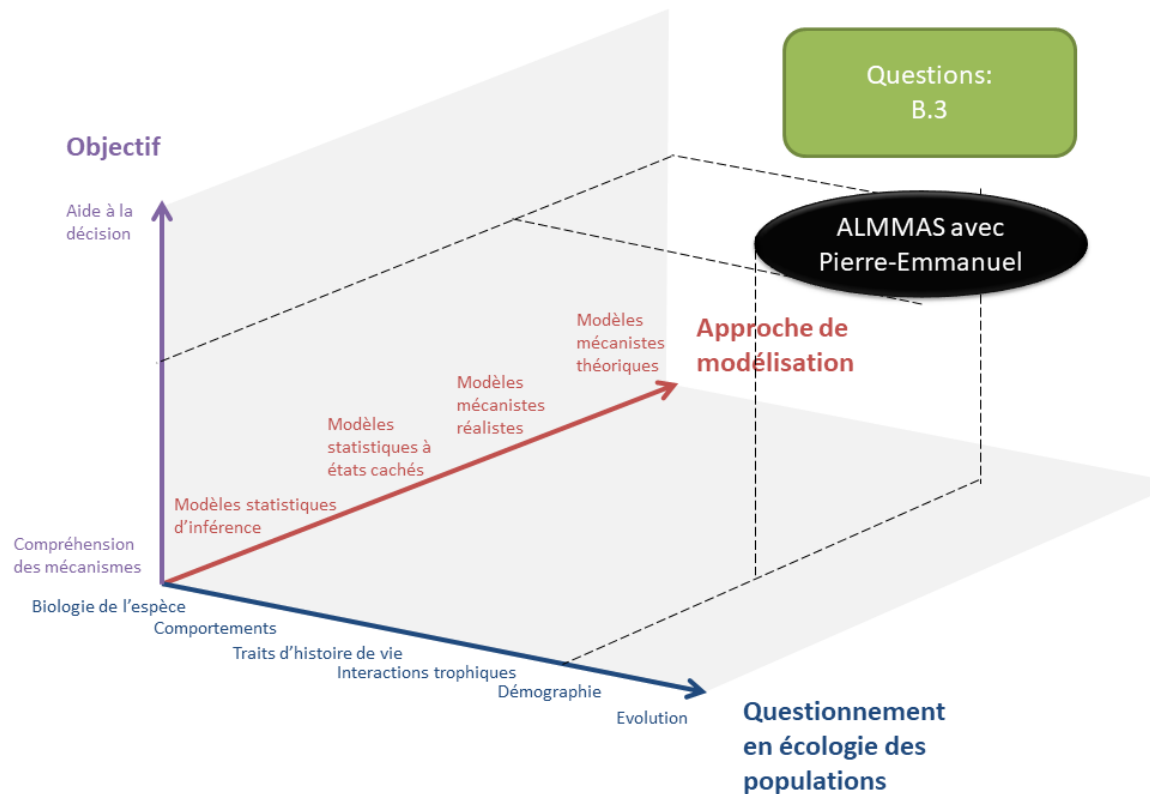 Questions:
B.3
Objectif
Aide à la
décision
ALMMAS avec
Pierre-Emmanuel
Approche de
modélisation
Modèles
mécanistes
théoriques
Modèles
mécanistes
réalistes
Modèles
statistiques à
états cachés
Modèles statistiques
d’inférence
Compréhension
des mécanismes
Biologie de l’espèce
Comportements
Traits d’histoire de vie
Interactions trophiques
Démographie
Evolution
Questionnement
en écologie des
populations